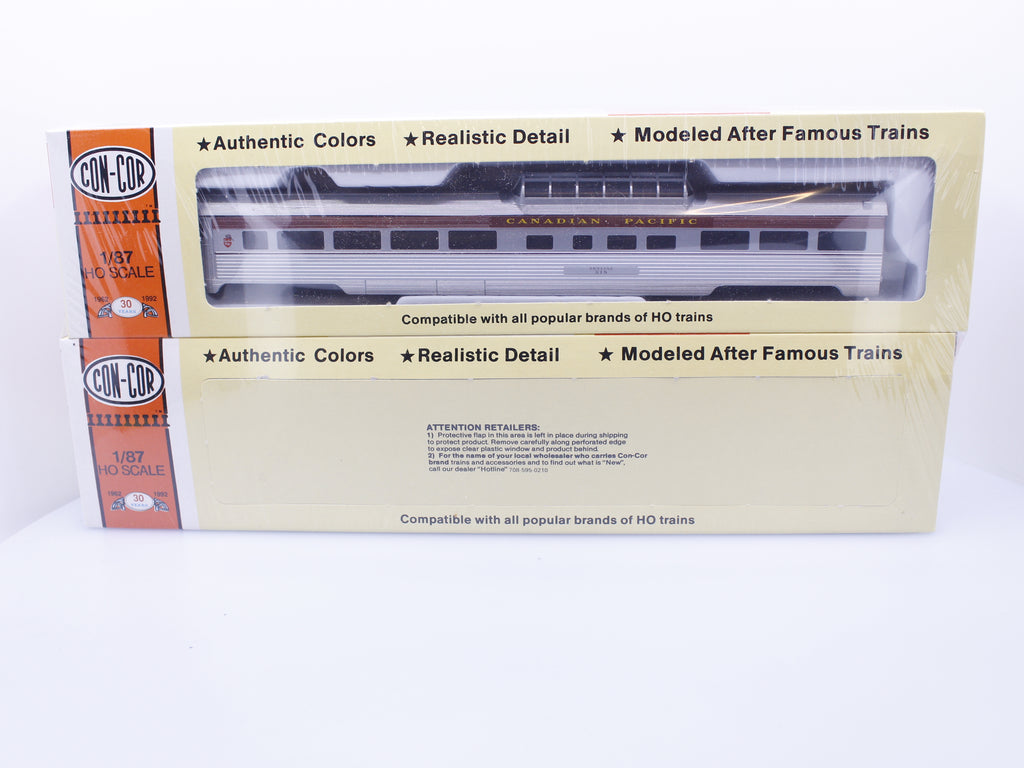 ★Authentic Colors ★Realistic Detail ★ Modeled After Famous Trains
CON-COR
CANADIAN PACIFIC
SKYLINE
515
1/87
HO SCALE
1962 30 1992
YEARS
Compatible with all popular brands of HO trains
★Authentic Colors ★Realistic Detail ★ Modeled After Famous Trains
CON-COR
ATTENTION RETAILERS:
1) Protective flap in this area is left in place during shipping
to protect product. Remove carefully along perforated edge
to expose clear plastic window and product behind.
2) For the name of your local wholesaler who carries Con-Cor
brand trains and accessories and to find out what is "New",
call our dealer "Hotline" 708-595-0210
1/87
HO SCALE
1962 30 1992
YEARS
Compatible with all popular brands of HO trains